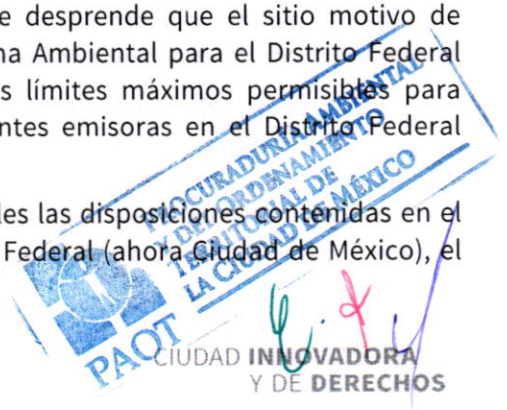 e desprende que el sitio motivo de
na Ambiental para el Distrito Federal
s límites máximos permisibles para
ntes emisoras en el Distrito Federal
les las disposiciones contenidas en el
Federal (ahora Ciudad de México), el
PROCURADURÍA AMBIENTAL
Y DEL ORDENAMIENTO
TERRITORIAL DE
LA CIUDAD DE MÉXICO
PAOT
CIUDAD INNOVADORA
Y DE DERECHOS